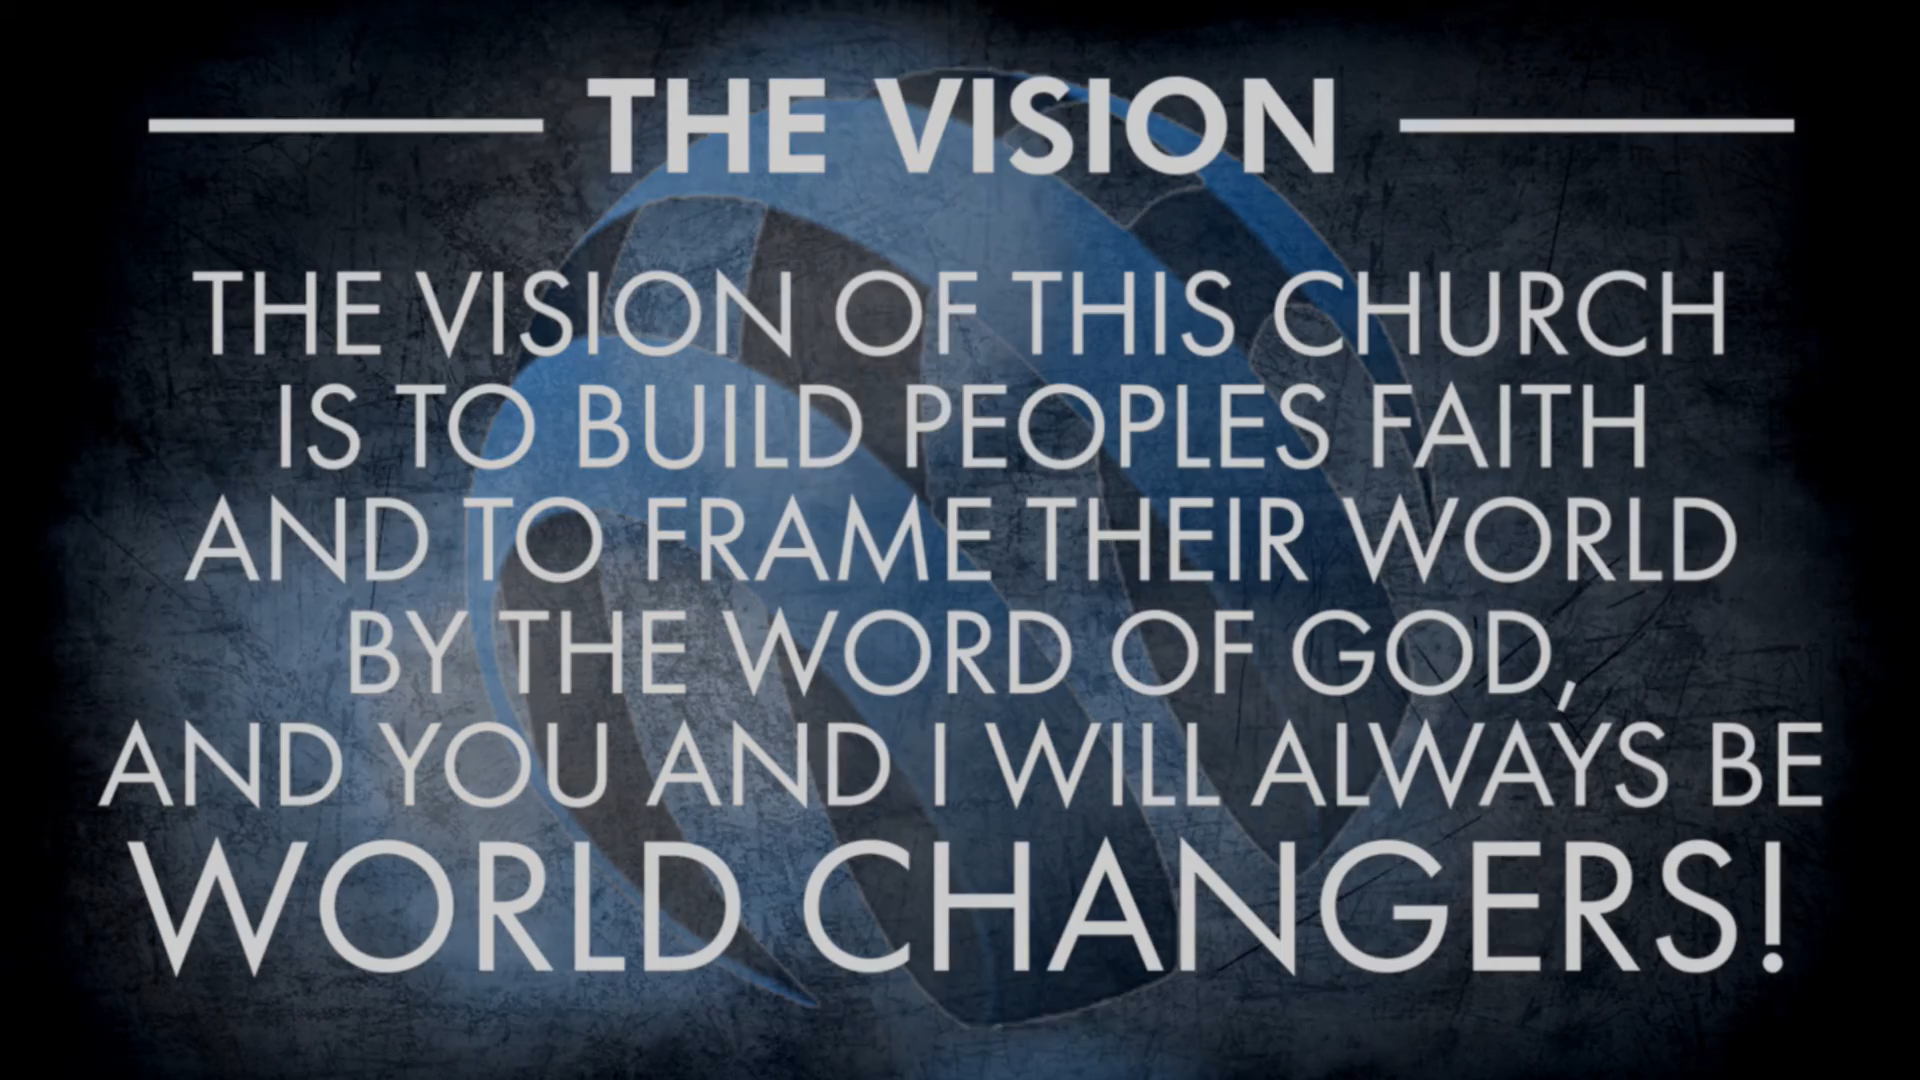 THE VISION
THE VISION OF THIS CHURCH
IS TO BUILD PEOPLES FAITH
AND TO FRAME THEIR WORLD
BY THE WORD OF GOD,
AND YOU AND I WILL ALWAYS BE
WORLD CHANGERS!